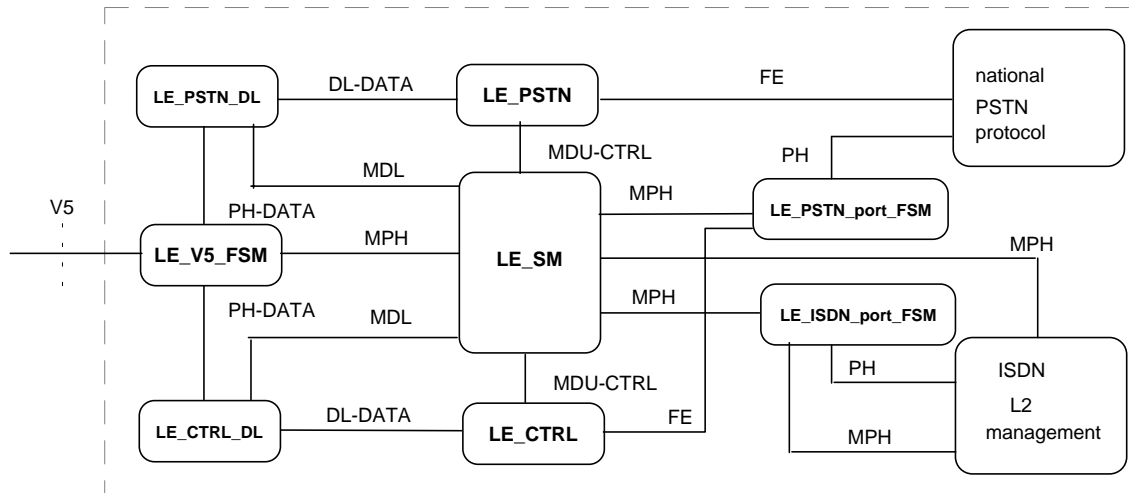 national
FE
DL-DATA
LE_PSTN_DL
LE_PSTN
PSTN
protocol
MDU-CTRL
PH
MDL
MPH
LE_PSTN_port_FSM
V5
PH-DATA
LE_V5_FSM
MPH
LE_SM
MPH
MPH
LE_ISDN_port_FSM
PH-DATA
MDL
PH
ISDN
MDU-CTRL
L2
DL-DATA
FE
LE_CTRL_DL
LE_CTRL
MPH
management